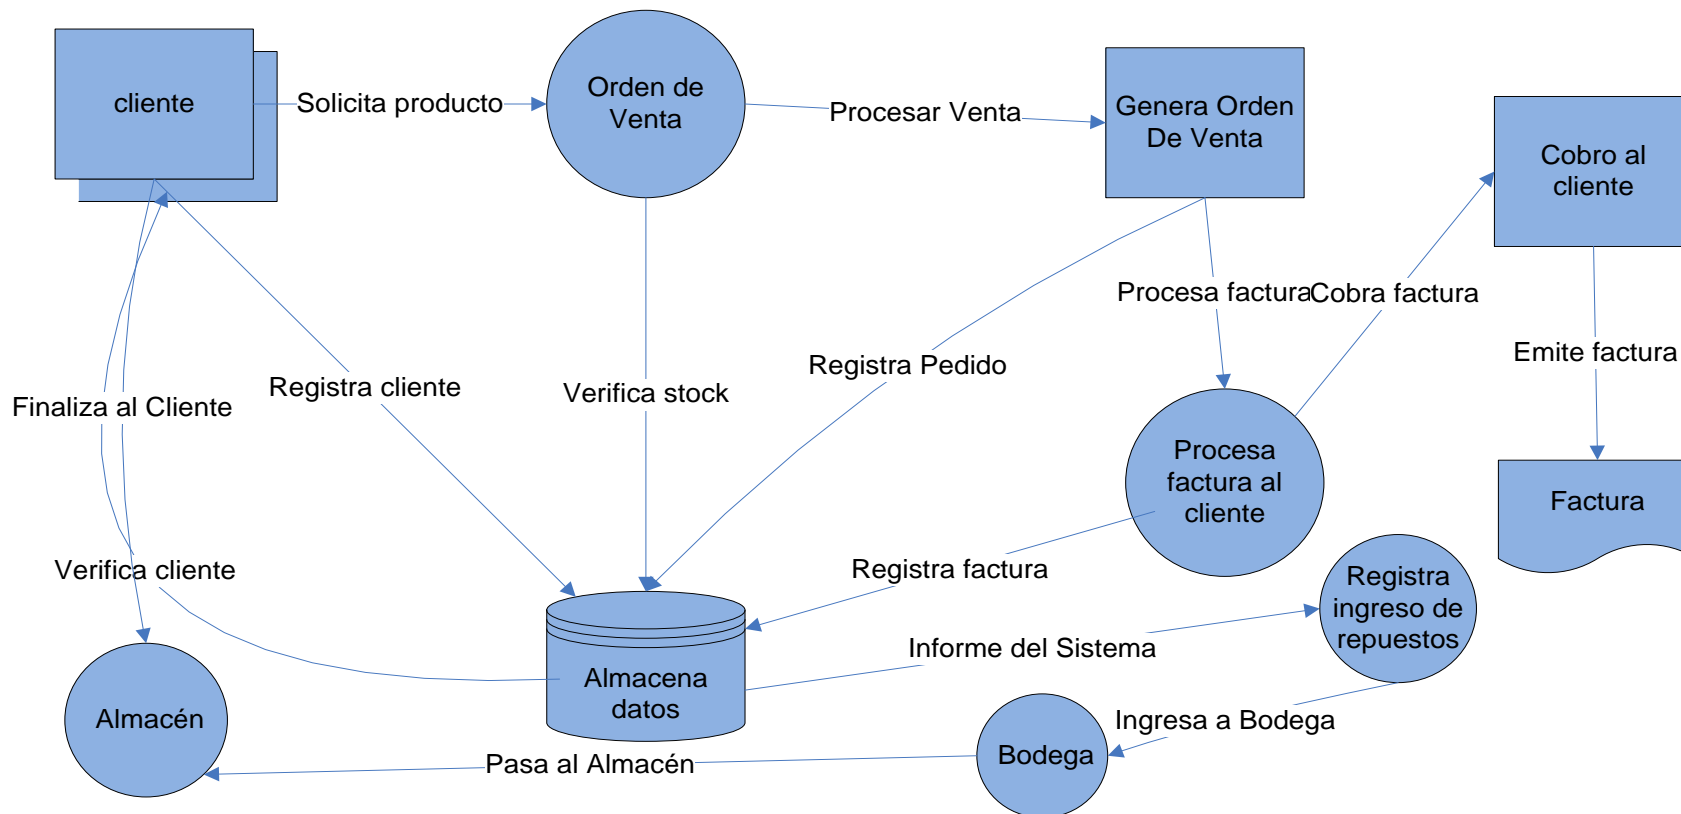 cliente
Solicita producto
Orden de
Venta
Procesar Venta
Genera Orden
De Venta
Cobro al
cliente
Procesa factura
Cobra factura
Emite factura
Registra Pedido
Registra cliente
Verifica stock
Finaliza al Cliente
Procesa
factura al
cliente
Factura
Verifica cliente
Registra factura
Registra
ingreso de
repuestos
Informe del Sistema
Almacena
datos
Almacén
Ingresa a Bodega
Bodega
Pasa al Almacén